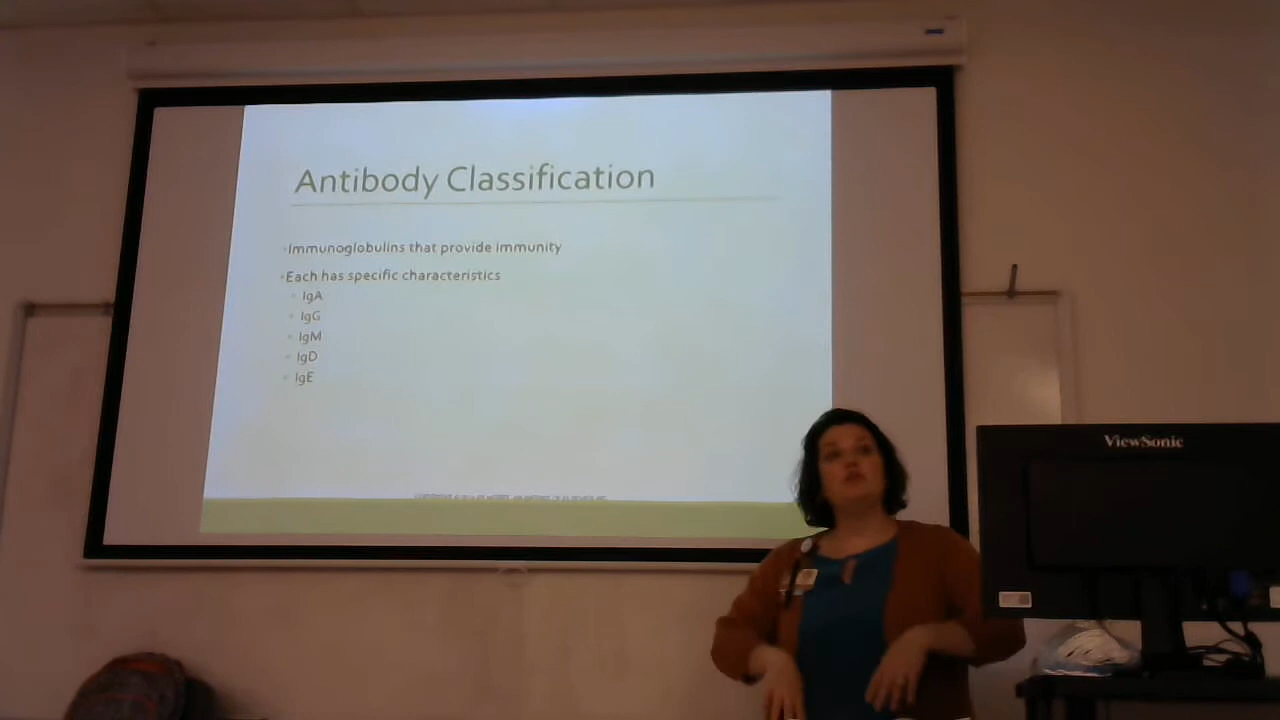 Antibody Classification
Immunoglobulins that provide immunity
Each has specific characteristics
IgA
IgG
IgM
IgD
IgE
ViewSonic